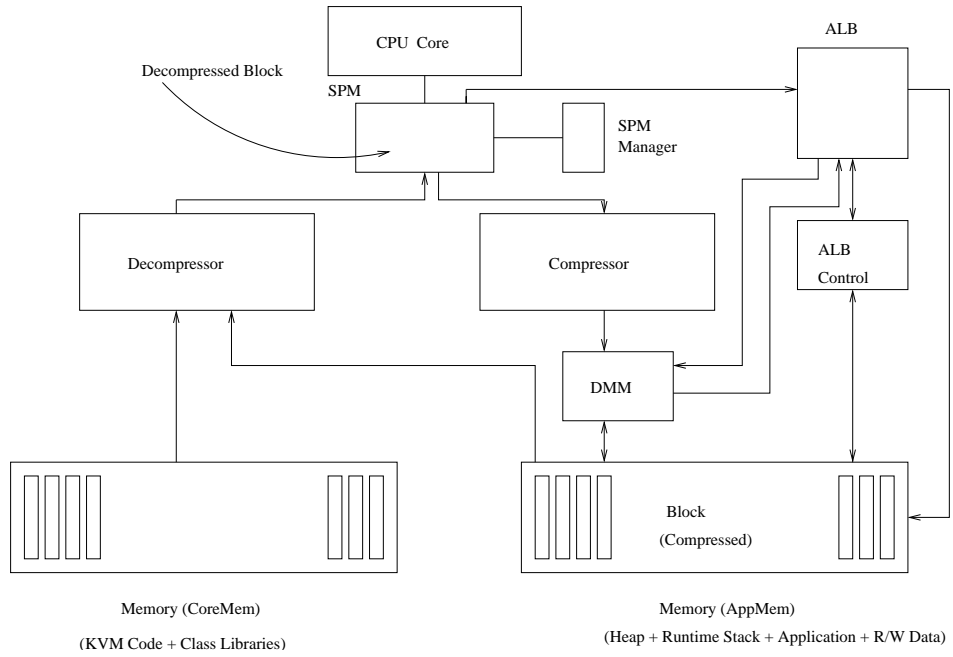 ALB
CPU Core
Decompressed Block
SPM
SPM
Manager
Decompressor
Compressor
ALB
Control
DMM
Block
(Compressed)
Memory (CoreMem)
(KVM Code + Class Libraries)
Memory (AppMem)
(Heap + Runtime Stack + Application + R/W Data)